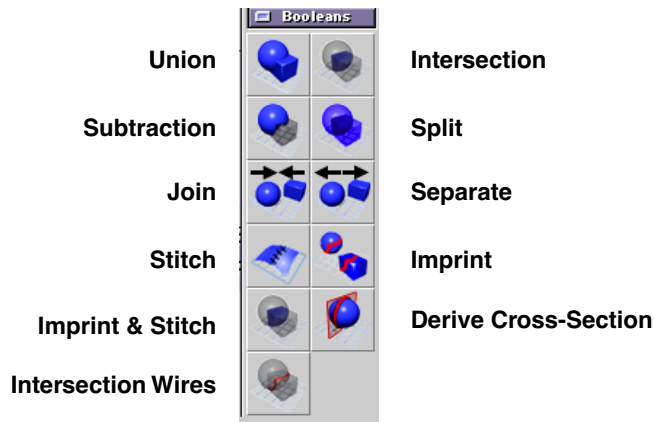 Booleans
Union
Intersection
Subtraction
Split
Join
Separate
Stitch
Imprint
Imprint & Stitch
Derive Cross-Section
Intersection Wires